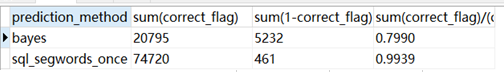 prediction_method sum(correct_flag) sum(1-correct_flag) sum(correct_flag)/(
bayes 20795 5232 0.7990
sql_segwords_once 74720 461 0.9939